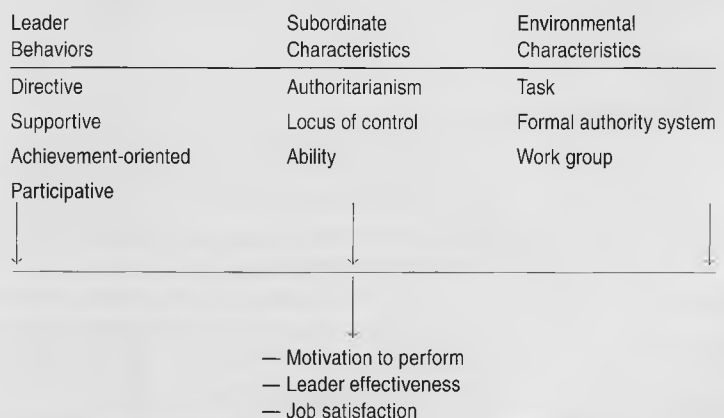 Leader Subordinate Environmental
Behaviors Characteristics Characteristics
Directive Authoritarianism Task
Supportive Locus of control Formal authority system
Achievement-oriented Ability Work group
Participative
— Motivation to perform
— Leader effectiveness
— Job satisfaction